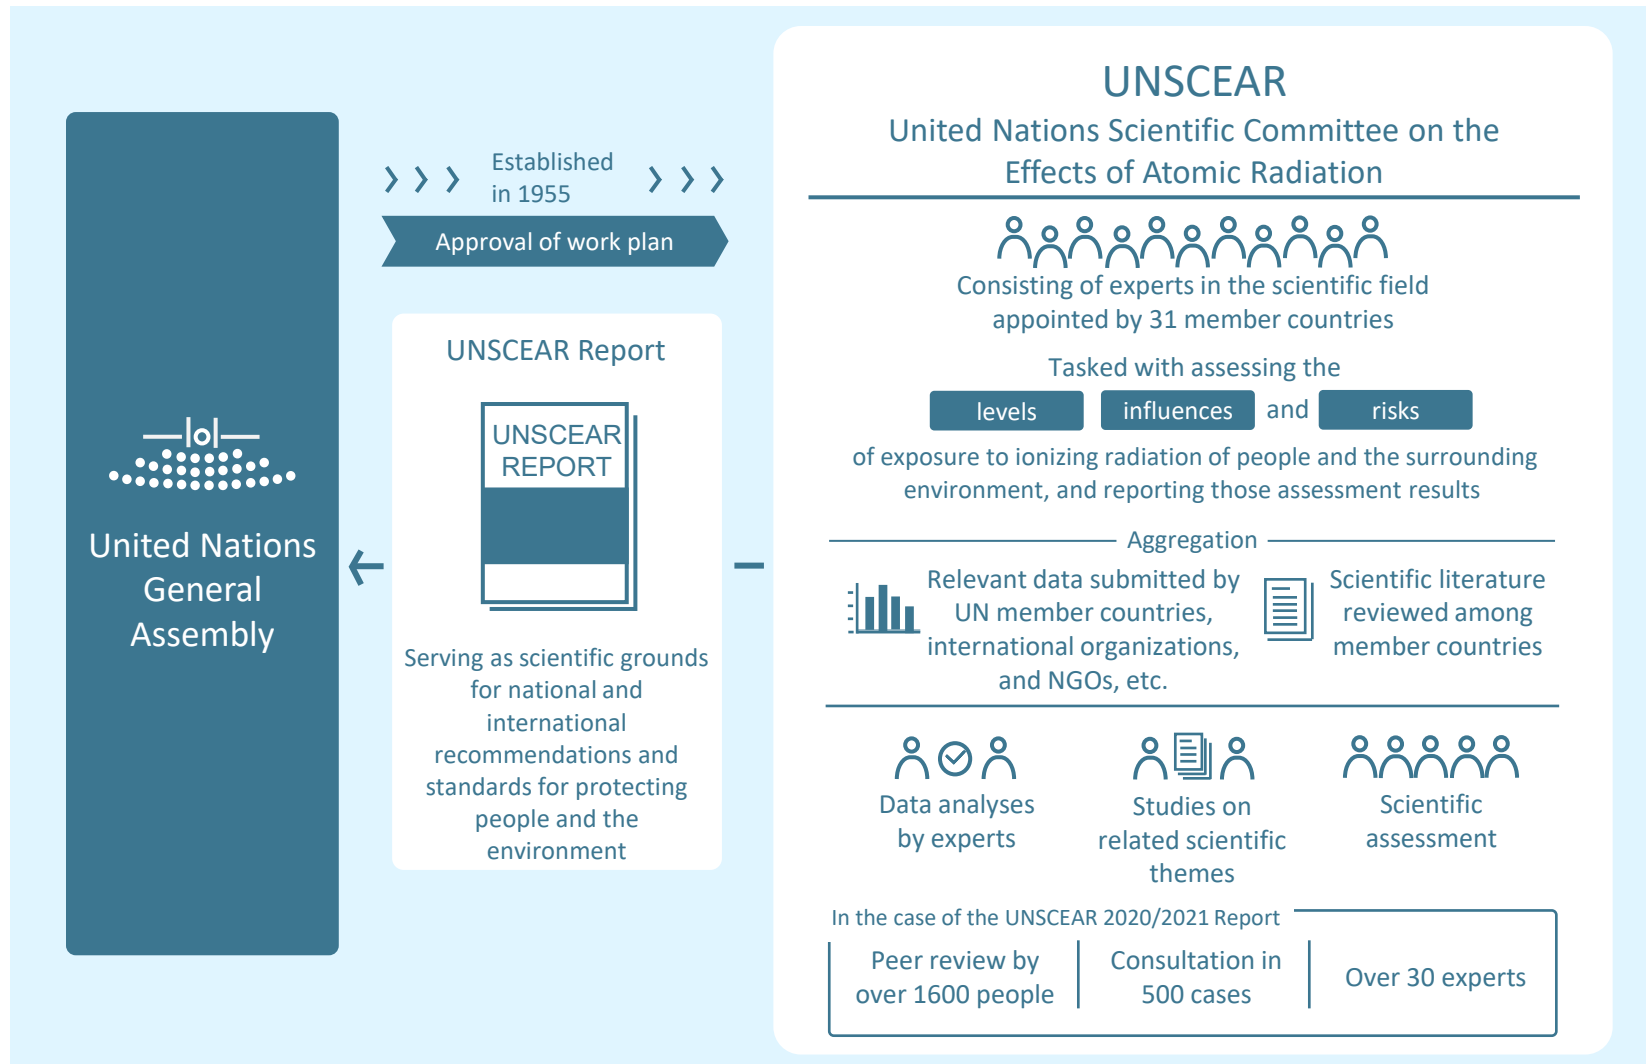 United Nations
General
Assembly
Established
in 1955
Approval of work plan
UNSCEAR Report
UNSCEAR
REPORT
Serving as scientific grounds
for national and
international
recommendations and
standards for protecting
people and the
environment
UNSCEAR
United Nations Scientific Committee on the
Effects of Atomic Radiation
Consisting of experts in the scientific field
appointed by 31 member countries
Tasked with assessing the
levels influences and risks
of exposure to ionizing radiation of people and the surrounding
environment, and reporting those assessment results
Aggregation
Relevant data submitted by
UN member countries,
international organizations,
and NGOs, etc.
Scientific literature
reviewed among
member countries
Data analyses
by experts
Studies on
related scientific
themes
Scientific
assessment
In the case of the UNSCEAR 2020/2021 Report
Peer review by
over 1600 people
Consultation in
500 cases
Over 30 experts